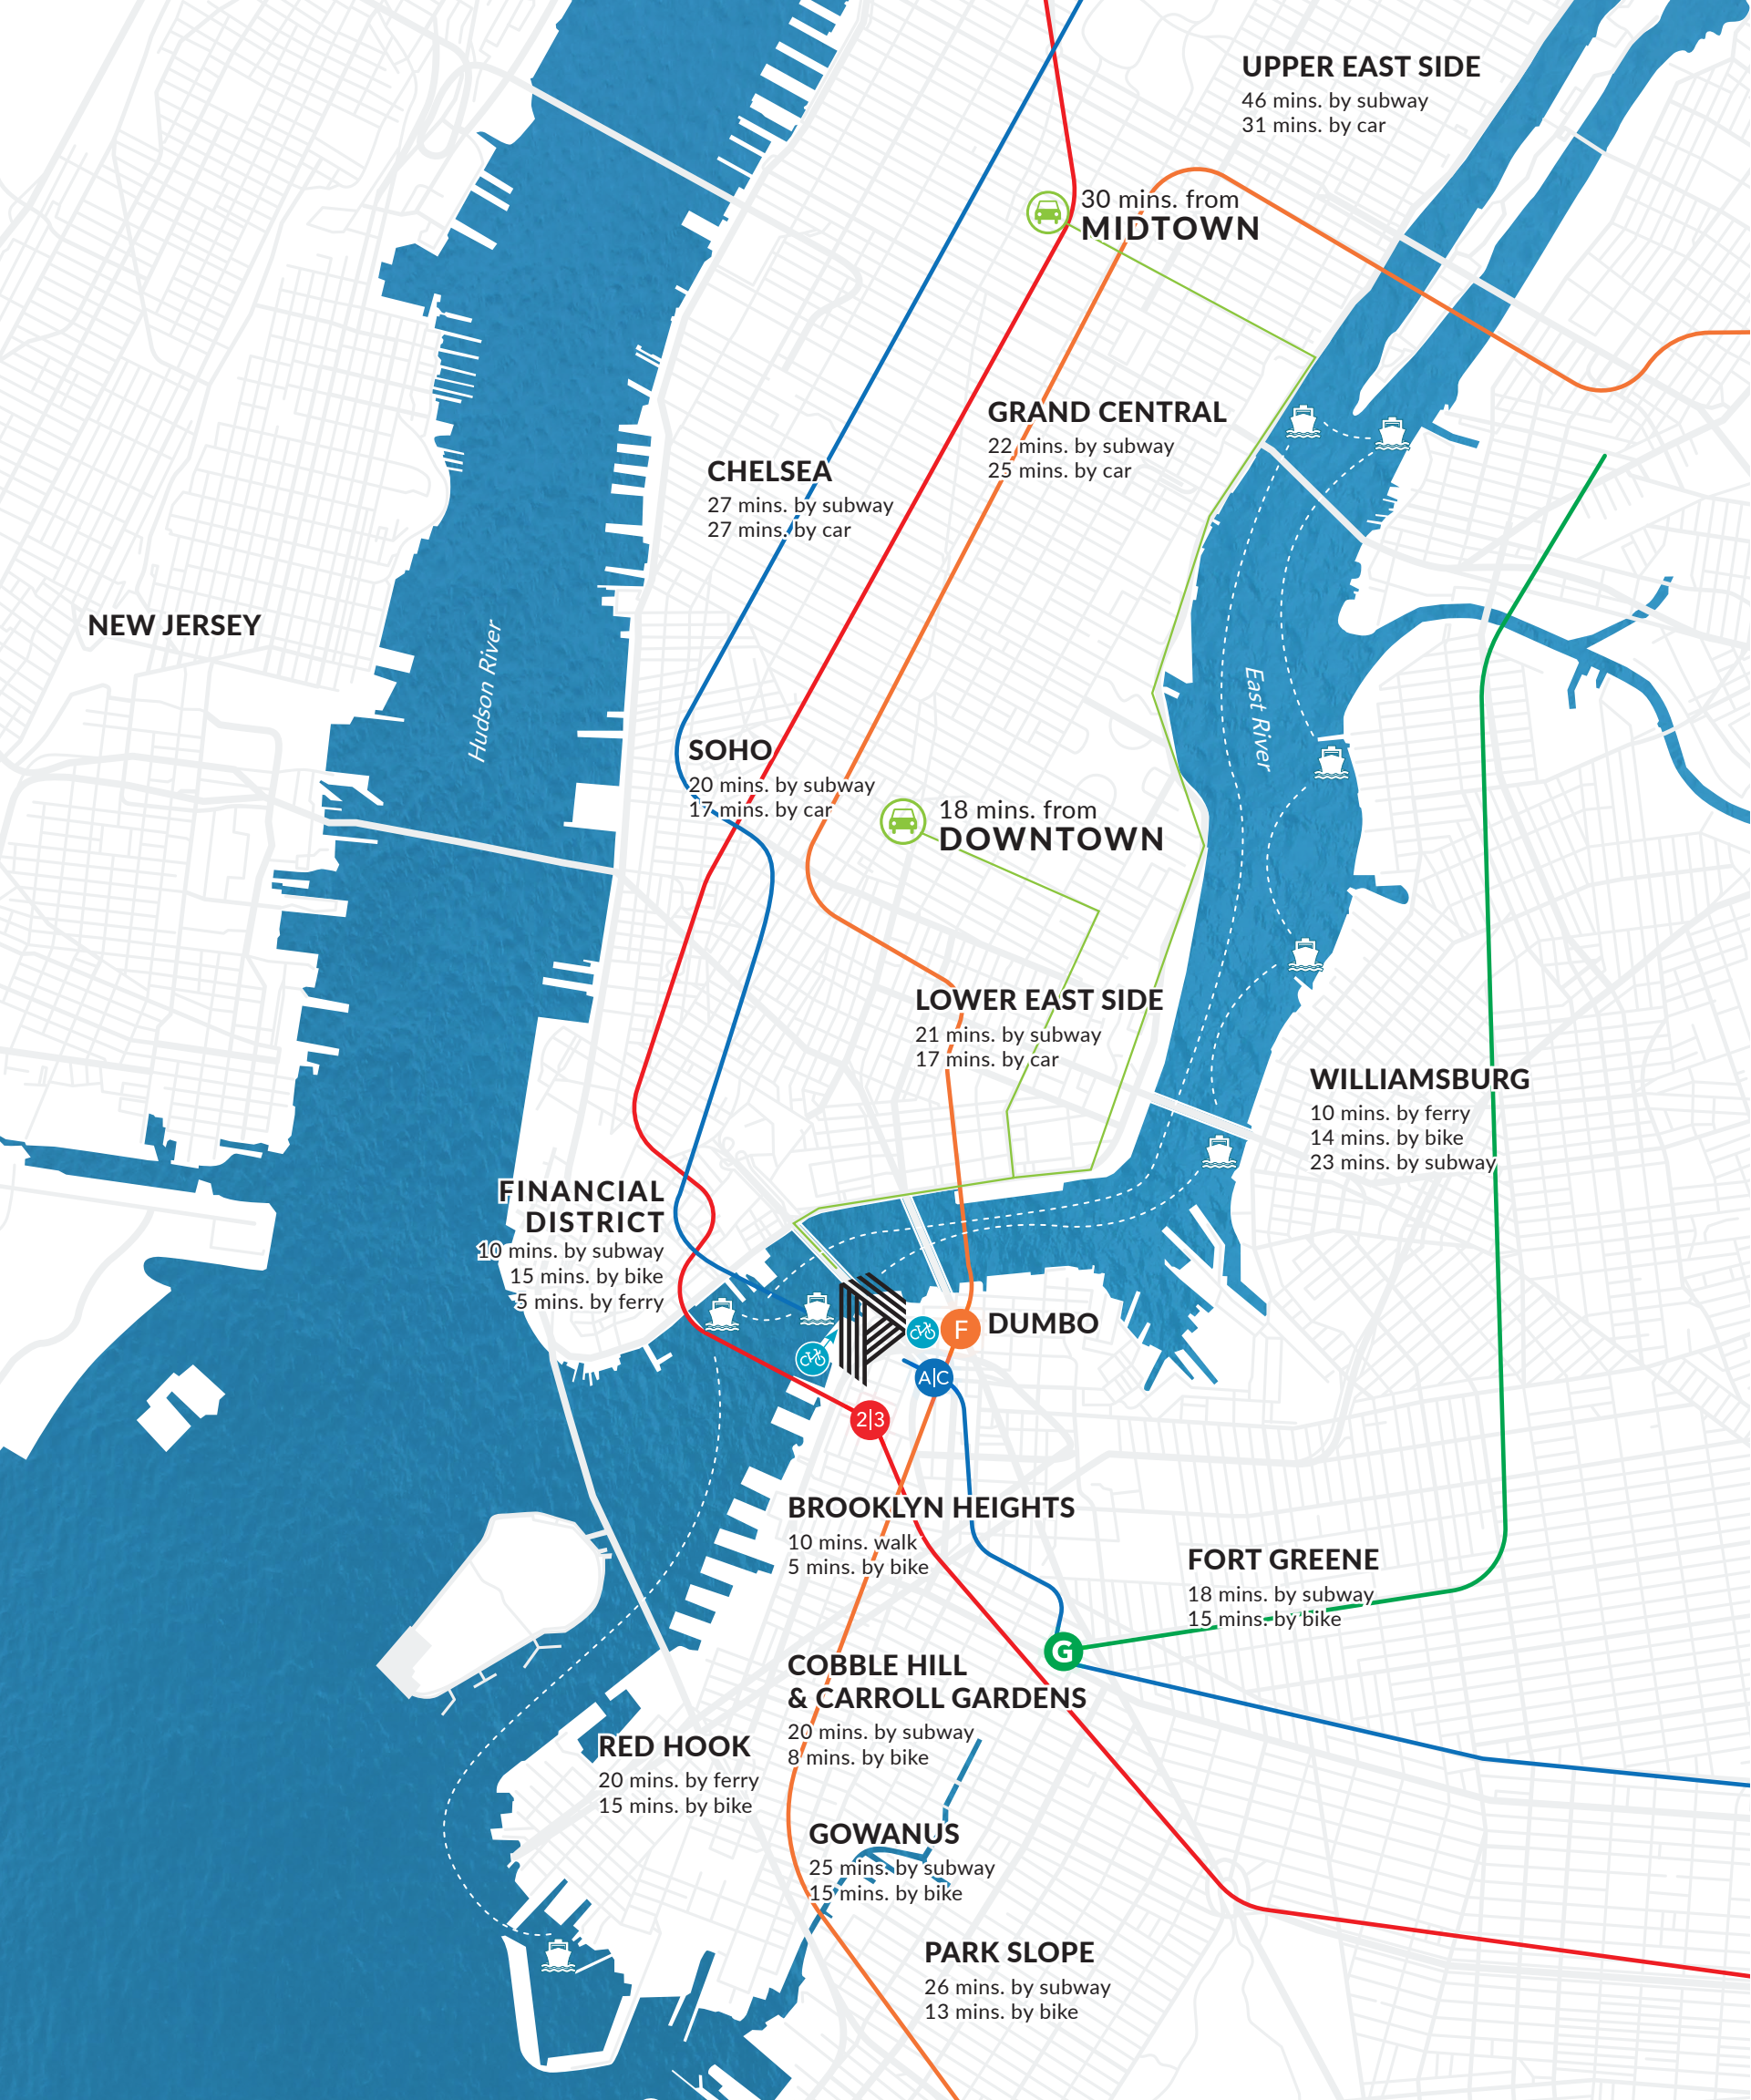 UPPER EAST SIDE
46 mins. by subway
31 mins. by car
30 mins. from
MIDTOWN
GRAND CENTRAL
22 mins. by subway
25 mins. by car
CHELSEA
27 mins. by subway
27 mins. by car
NEW JERSEY
Hudson River
East River
SOHO
20 mins. by subway
17 mins. by car
18 mins. from
DOWNTOWN
LOWER EAST SIDE
21 mins. by subway
17 mins. by car
WILLIAMSBURG
10 mins. by ferry
14 mins. by bike
23 mins. by subway
FINANCIAL
DISTRICT
10 mins. by subway
15 mins. by bike
5 mins. by ferry
F
DUMBO
A|C
2|3
BROOKLYN HEIGHTS
10 mins. walk
5 mins. by bike
FORT GREENE
18 mins. by subway
15 mins. by bike
G
COBBLE HILL
& CARROLL GARDENS
20 mins. by subway
8 mins. by bike
RED HOOK
20 mins. by ferry
15 mins. by bike
GOWANUS
25 mins. by subway
15 mins. by bike
PARK SLOPE
26 mins. by subway
13 mins. by bike